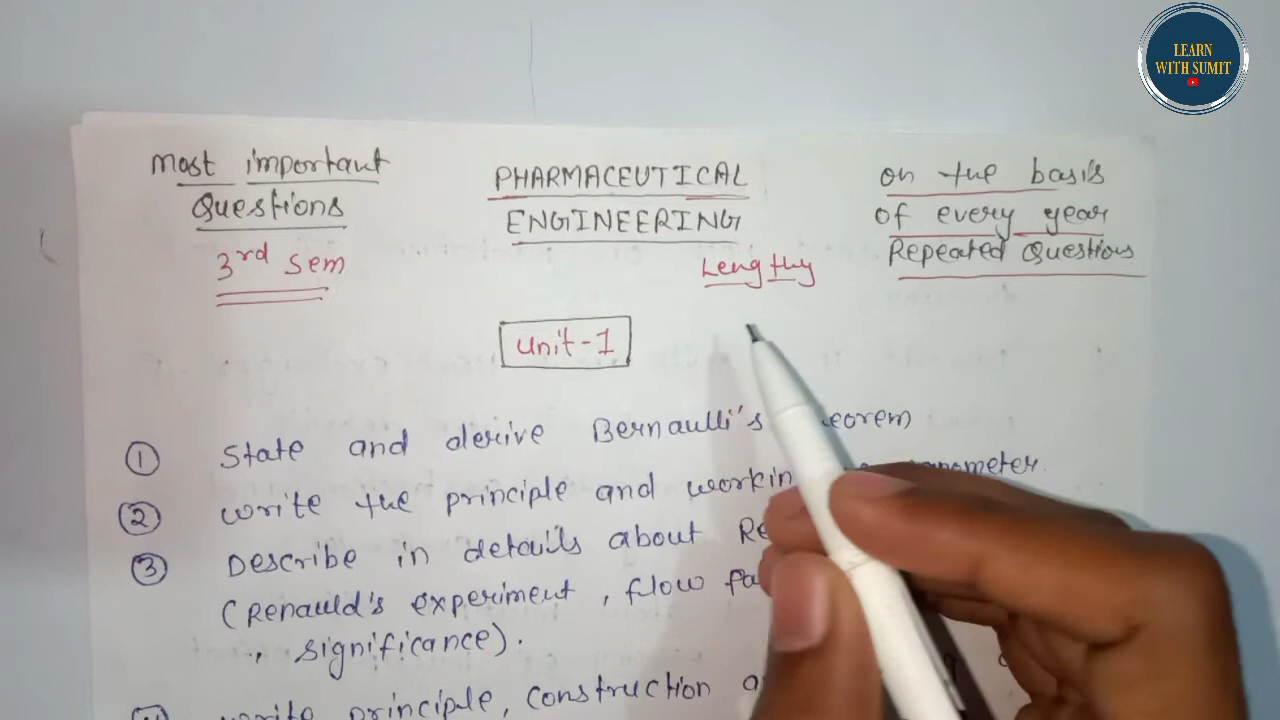 LEARN
WITH SUMIT
Most important
Questions
3rd Sem
PHARMACEUTICAL
ENGINEERING
Lengthy
on the basis
of every year
Repeated Questions
Unit-1
① State and derive Bernaulli's
② write the principle and
③ Describe in details about
(Renauld's experiment, flow
, significance).
write principle, construction